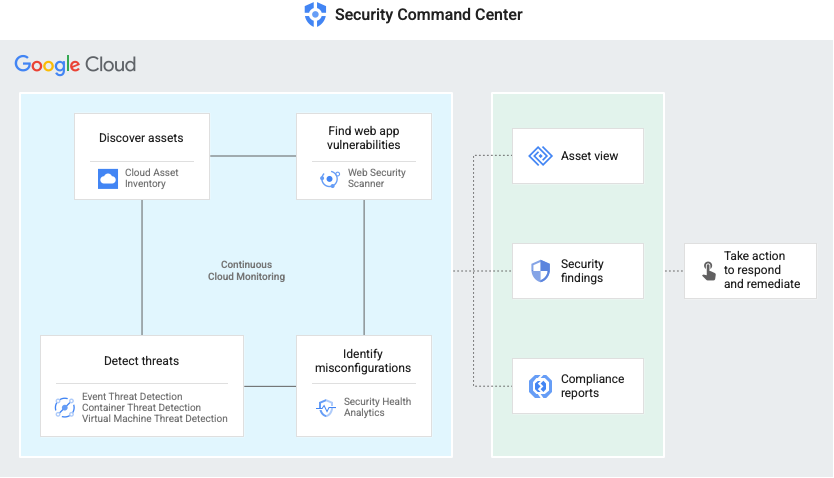 Security Command Center
Google Cloud
Discover assets
Cloud Asset
Inventory
Find web app
vulnerabilities
Web Security
Scanner
Continuous
Cloud Monitoring
Detect threats
Event Threat Detection
Container Threat Detection
Virtual Machine Threat Detection
Identify
misconfigurations
Security Health
Analytics
Asset view
Security
findings
Compliance
reports
Take action
to respond
and remediate